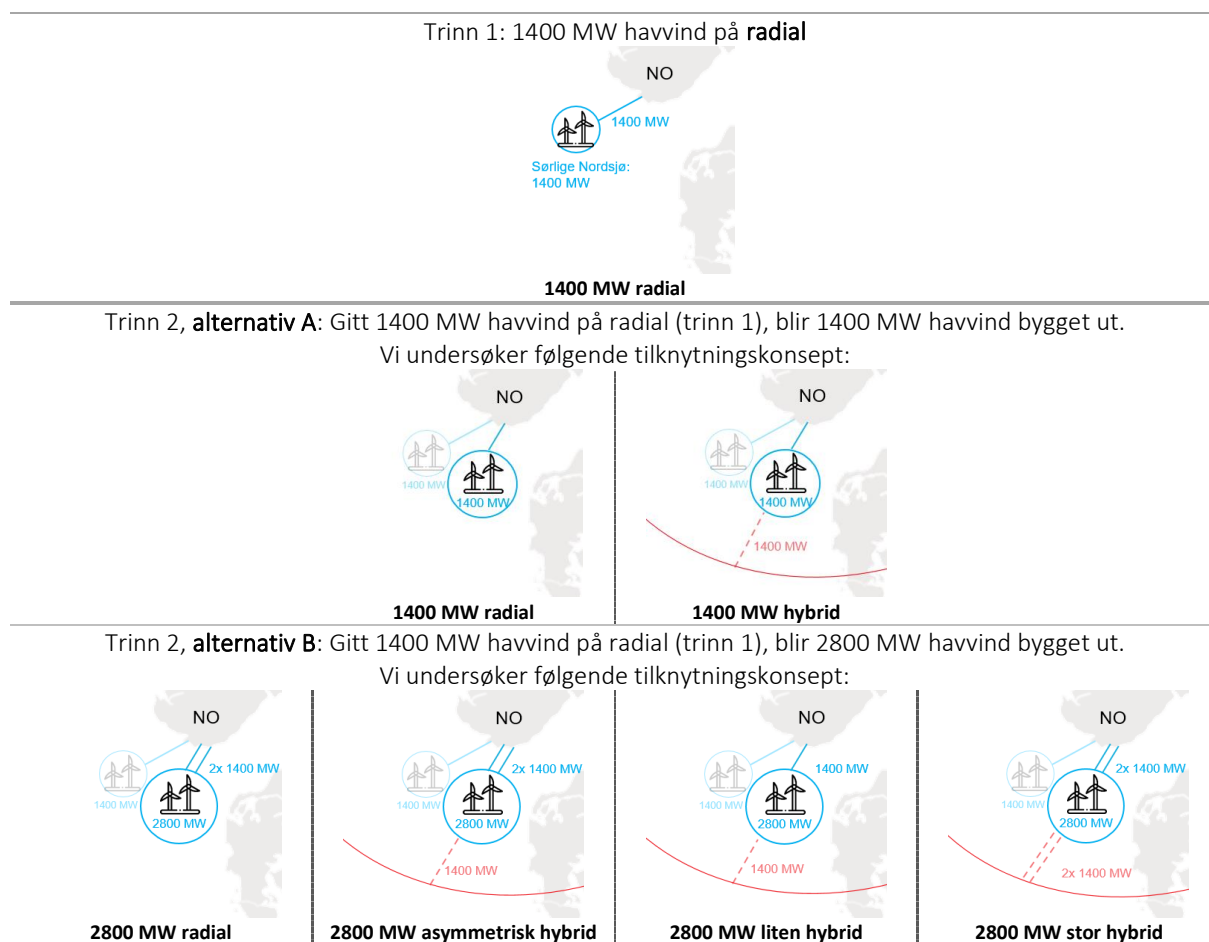 Trinn 1: 1400 MW havvind på radial
NO
1400 MW
Sørlige Nordsjø:
1400 MW
1400 MW radial
Trinn 2, alternativ A: Gitt 1400 MW havvind på radial (trinn 1), blir 1400 MW havvind bygget ut.
Vi undersøker følgende tilknytningskonsept:
NO
1400 MW
1400 MW
1400 MW radial
NO
1400 MW
1400 MW
1400 MW
1400 MW hybrid
Trinn 2, alternativ B: Gitt 1400 MW havvind på radial (trinn 1), blir 2800 MW havvind bygget ut.
Vi undersøker følgende tilknytningskonsept:
NO
2x 1400 MW
1400 MW
2800 MW
2800 MW radial
NO
2x 1400 MW
1400 MW
2800 MW
1400 MW
2800 MW asymmetrisk hybrid
NO
1400 MW
1400 MW
2800 MW
1400 MW
2800 MW liten hybrid
NO
2x 1400 MW
1400 MW
2800 MW
2x 1400 MW
2800 MW stor hybrid